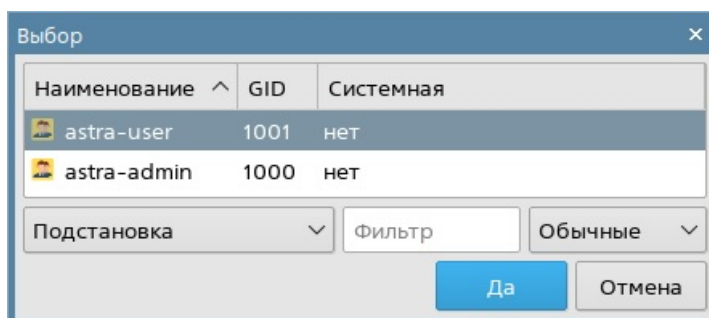 Выбор
Наименование GID Системная
astra-user 1001 нет
astra-admin 1000 нет
Подстановка Фильтр Обычные
Да Отмена